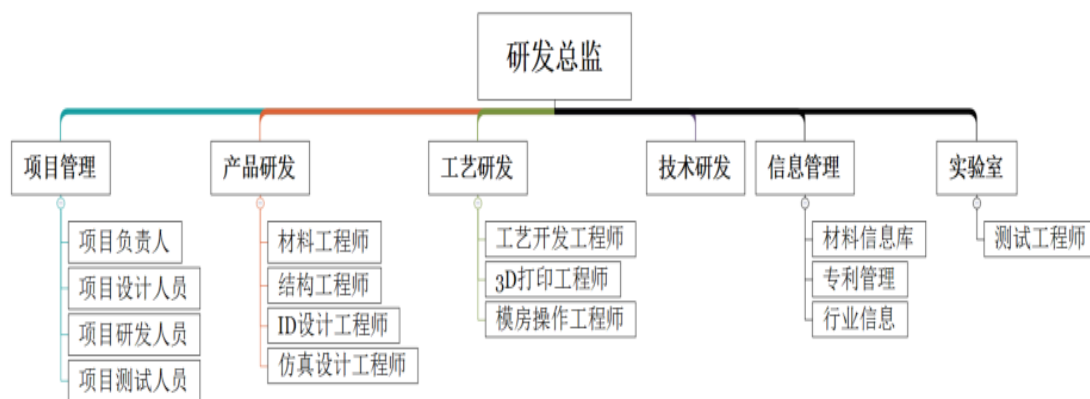 研发总监
项目管理
产品研发
工艺研发
技术研发
信息管理
实验室
项目负责人
项目设计人员
项目研发人员
项目测试人员
材料工程师
结构工程师
ID设计工程师
仿真设计工程师
工艺开发工程师
3D打印工程师
模房操作工程师
材料信息库
专利管理
行业信息
测试工程师